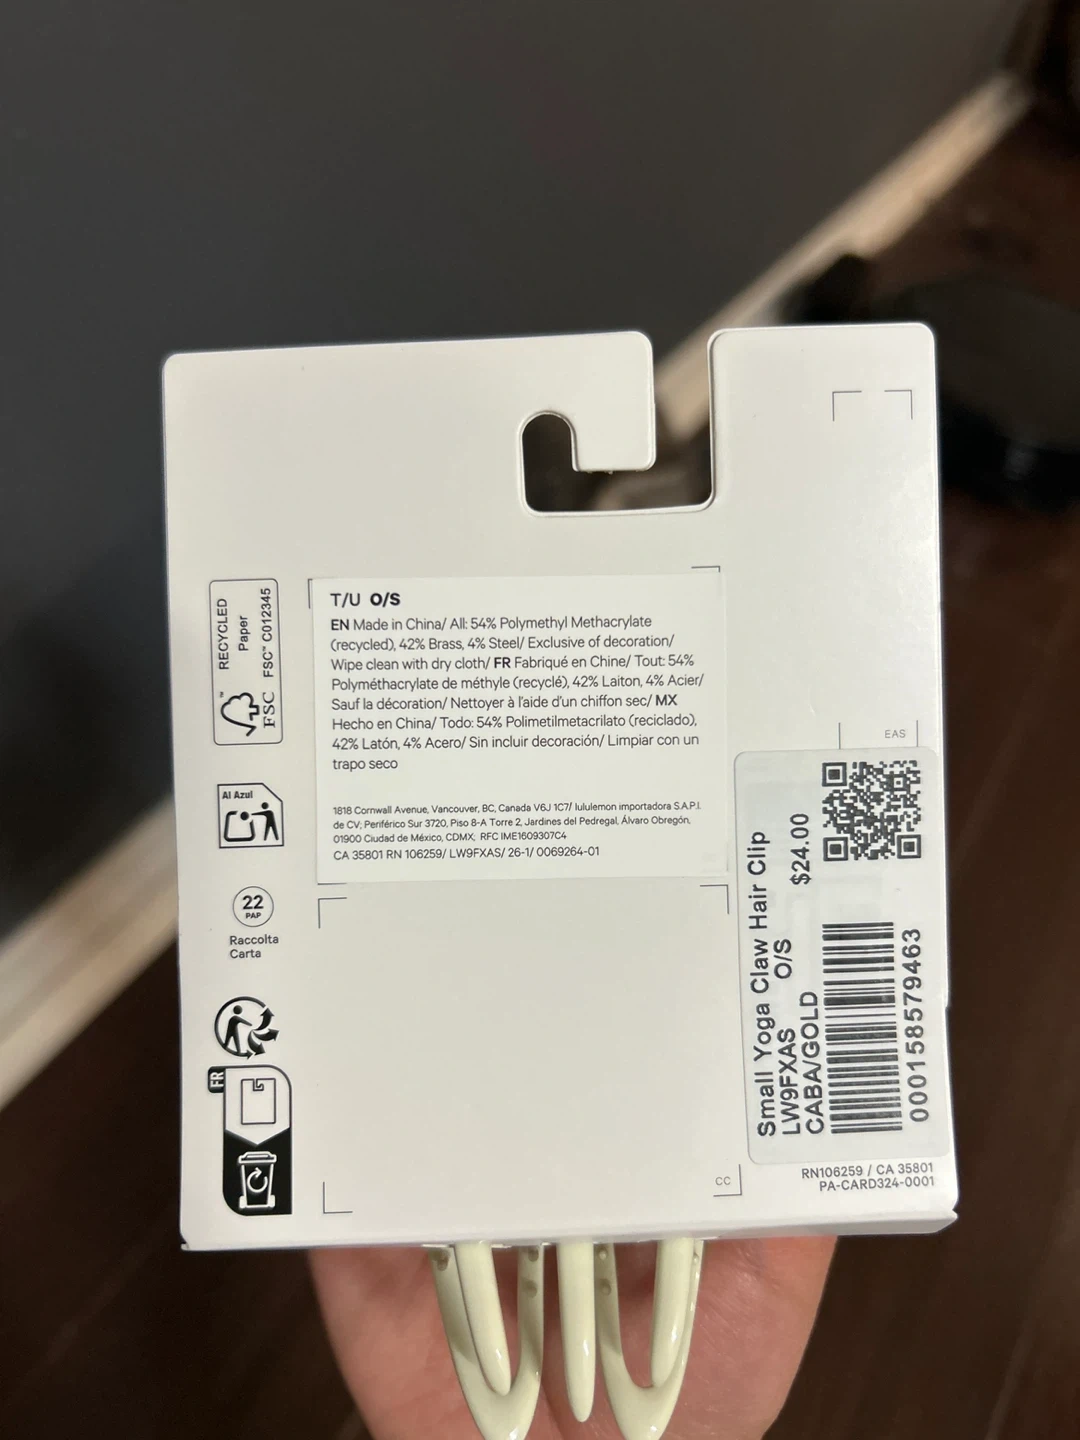 RECYCLED
Paper
FSC™ C012345
™
FSC
Al Azul
22
PAP
Raccolta
Carta
FR
T/U O/S
EN Made in China/ All: 54% Polymethyl Methacrylate
(recycled), 42% Brass, 4% Steel/ Exclusive of decoration/
Wipe clean with dry cloth/ FR Fabriqué en Chine/ Tout: 54%
Polyméthacrylate de méthyle (recyclé), 42% Laiton, 4% Acier/
Sauf la décoration/ Nettoyer à l'aide d'un chiffon sec/ MX
Hecho en China/ Todo: 54% Polimetilmetacrilato (reciclado),
42% Latón, 4% Acero/ Sin incluir decoración/ Limpiar con un
trapo seco
1818 Cornwall Avenue, Vancouver, BC, Canada V6J 1C7/ lululemon importadora S.A.P.I.
de CV; Periférico Sur 3720, Piso 8-A Torre 2, Jardines del Pedregal, Álvaro Obregón,
01900 Ciudad de México, CDMX; RFC IME1609307C4
CA 35801 RN 106259/ LW9FXAS/ 26-1/ 0069264-01
EAS
Small Yoga Claw Hair Clip
LW9FXAS O/S $24.00
CABA/GOLD
000158579463
CC
RN106259 / CA 35801
PA-CARD324-0001